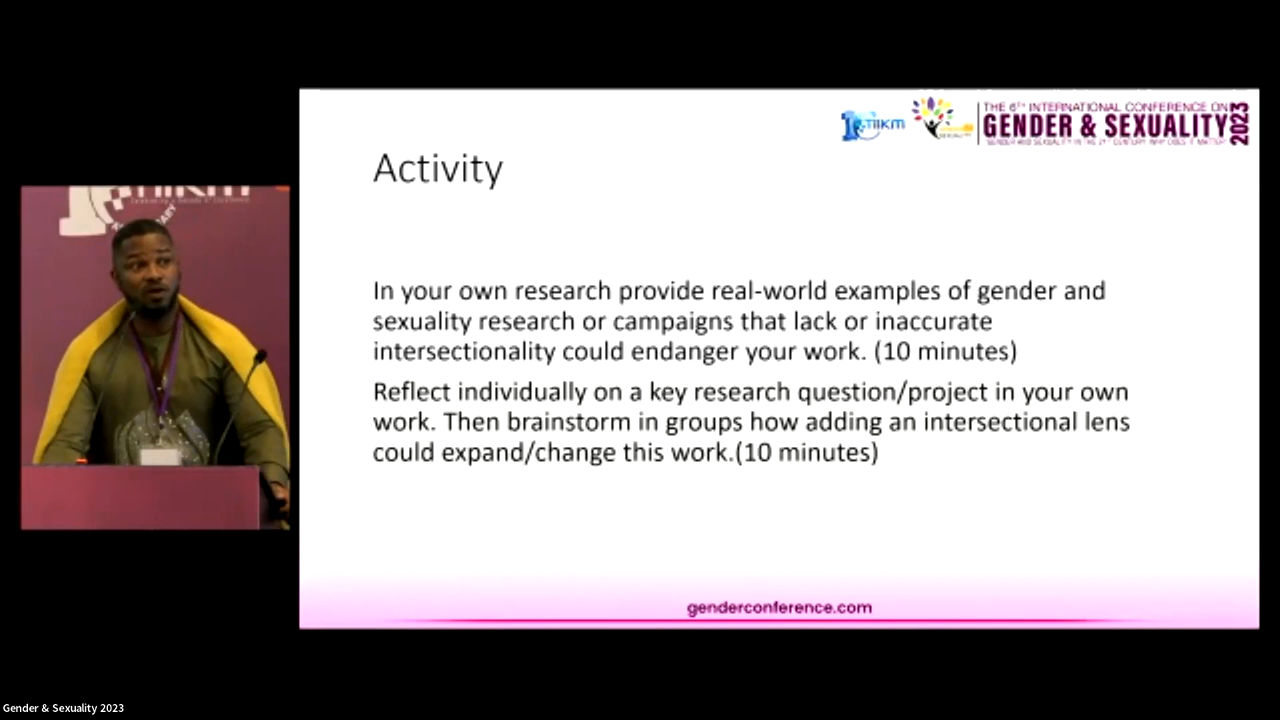 TIIKM
THE 6TH INTERNATIONAL CONFERENCE ON
GENDER & SEXUALITY
2023
Activity
In your own research provide real-world examples of gender and
sexuality research or campaigns that lack or inaccurate
intersectionality could endanger your work. (10 minutes)
Reflect individually on a key research question/project in your own
work. Then brainstorm in groups how adding an intersectional lens
could expand/change this work.(10 minutes)
genderconference.com
Gender & Sexuality 2023